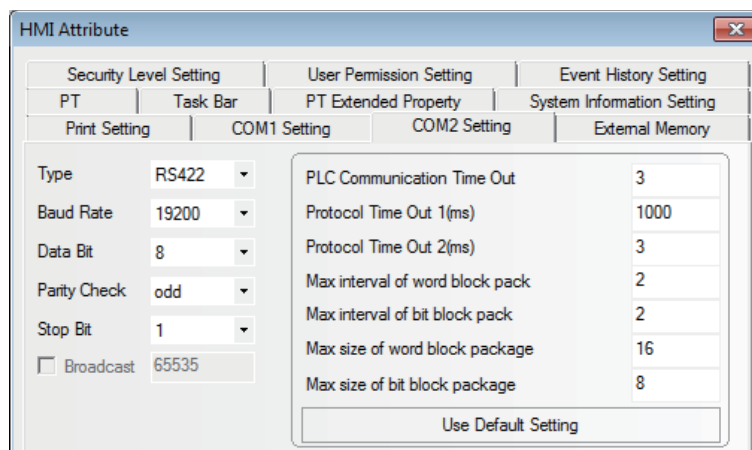 HMI Attribute
Security Level Setting User Permission Setting Event History Setting
PT Task Bar PT Extended Property System Information Setting
Print Setting COM1 Setting COM2 Setting External Memory
Type RS422
Baud Rate 19200
Data Bit 8
Parity Check odd
Stop Bit 1
Broadcast 65535
PLC Communication Time Out 3
Protocol Time Out 1(ms) 1000
Protocol Time Out 2(ms) 3
Max interval of word block pack 2
Max interval of bit block pack 2
Max size of word block package 16
Max size of bit block package 8
Use Default Setting